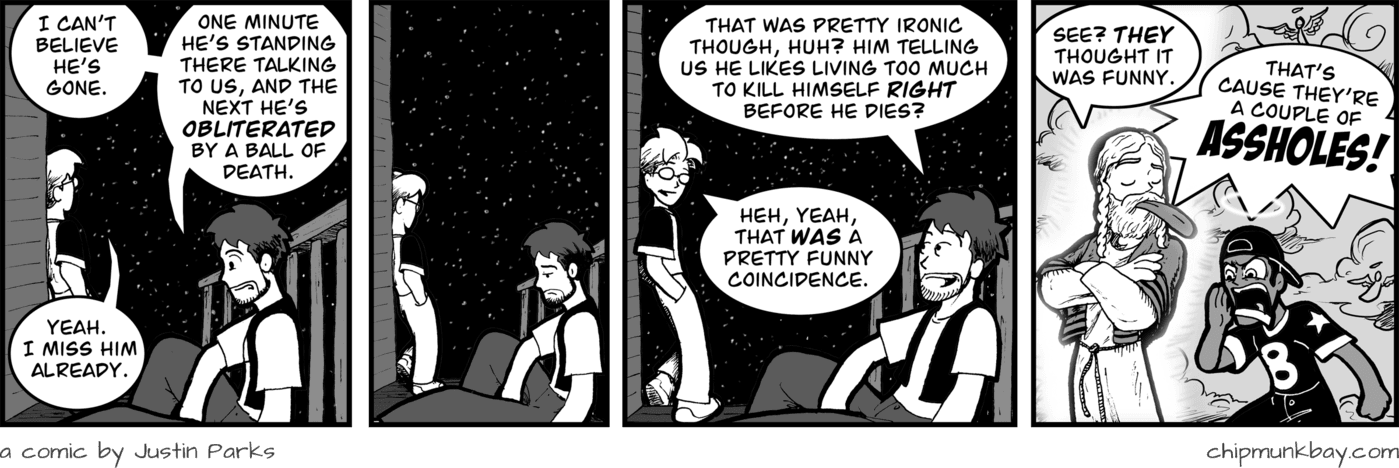 I CAN'T
BELIEVE
HE'S
GONE.
ONE MINUTE
HE'S STANDING
THERE TALKING
TO US, AND THE
NEXT HE'S
OBLITERATED
BY A BALL OF
DEATH.
YEAH.
I MISS HIM
ALREADY.
THAT WAS PRETTY IRONIC
THOUGH, HUH? HIM TELLING
US HE LIKES LIVING TOO MUCH
TO KILL HIMSELF RIGHT
BEFORE HE DIES?
HEH, YEAH,
THAT WAS A
PRETTY FUNNY
COINCIDENCE.
SEE? THEY
THOUGHT IT
WAS FUNNY.
THAT'S
CAUSE THEY'RE
A COUPLE OF
ASSHOLES!
8
a comic by Justin Parks
chipmunkbay.com